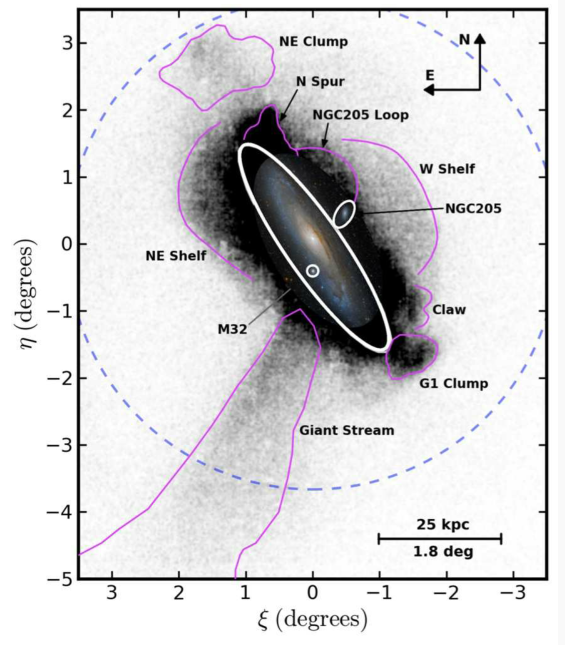 3
2
1
0
−1
−2
−3
−4
−5
η (degrees)
NE Clump
N
E
N Spur
NGC205 Loop
W Shelf
NGC205
NE Shelf
Claw
M32
G1 Clump
Giant Stream
25 kpc
1.8 deg
3 2 1 0 −1 −2 −3
ξ (degrees)